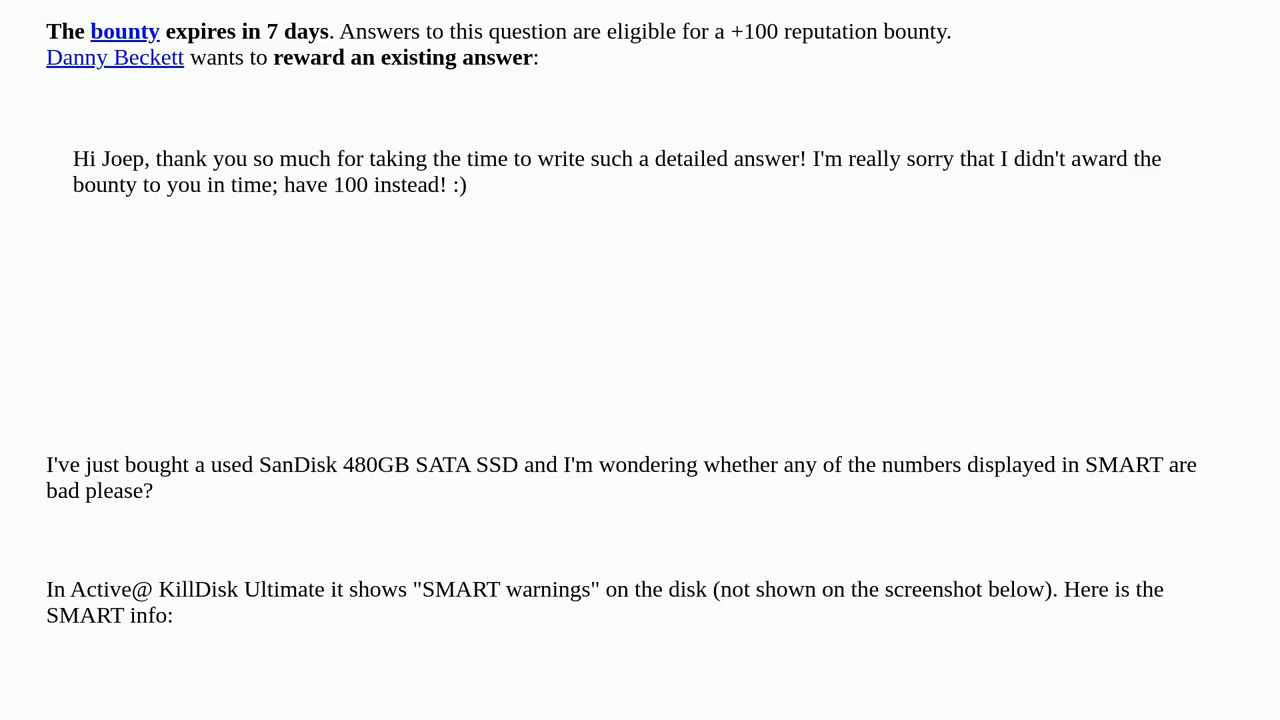 The bounty expires in 7 days. Answers to this question are eligible for a +100 reputation bounty.
Danny Beckett wants to reward an existing answer:
Hi Joep, thank you so much for taking the time to write such a detailed answer! I'm really sorry that I didn't award the
bounty to you in time; have 100 instead! :)
I've just bought a used SanDisk 480GB SATA SSD and I'm wondering whether any of the numbers displayed in SMART are
bad please?
In Active@ KillDisk Ultimate it shows "SMART warnings" on the disk (not shown on the screenshot below). Here is the
SMART info: